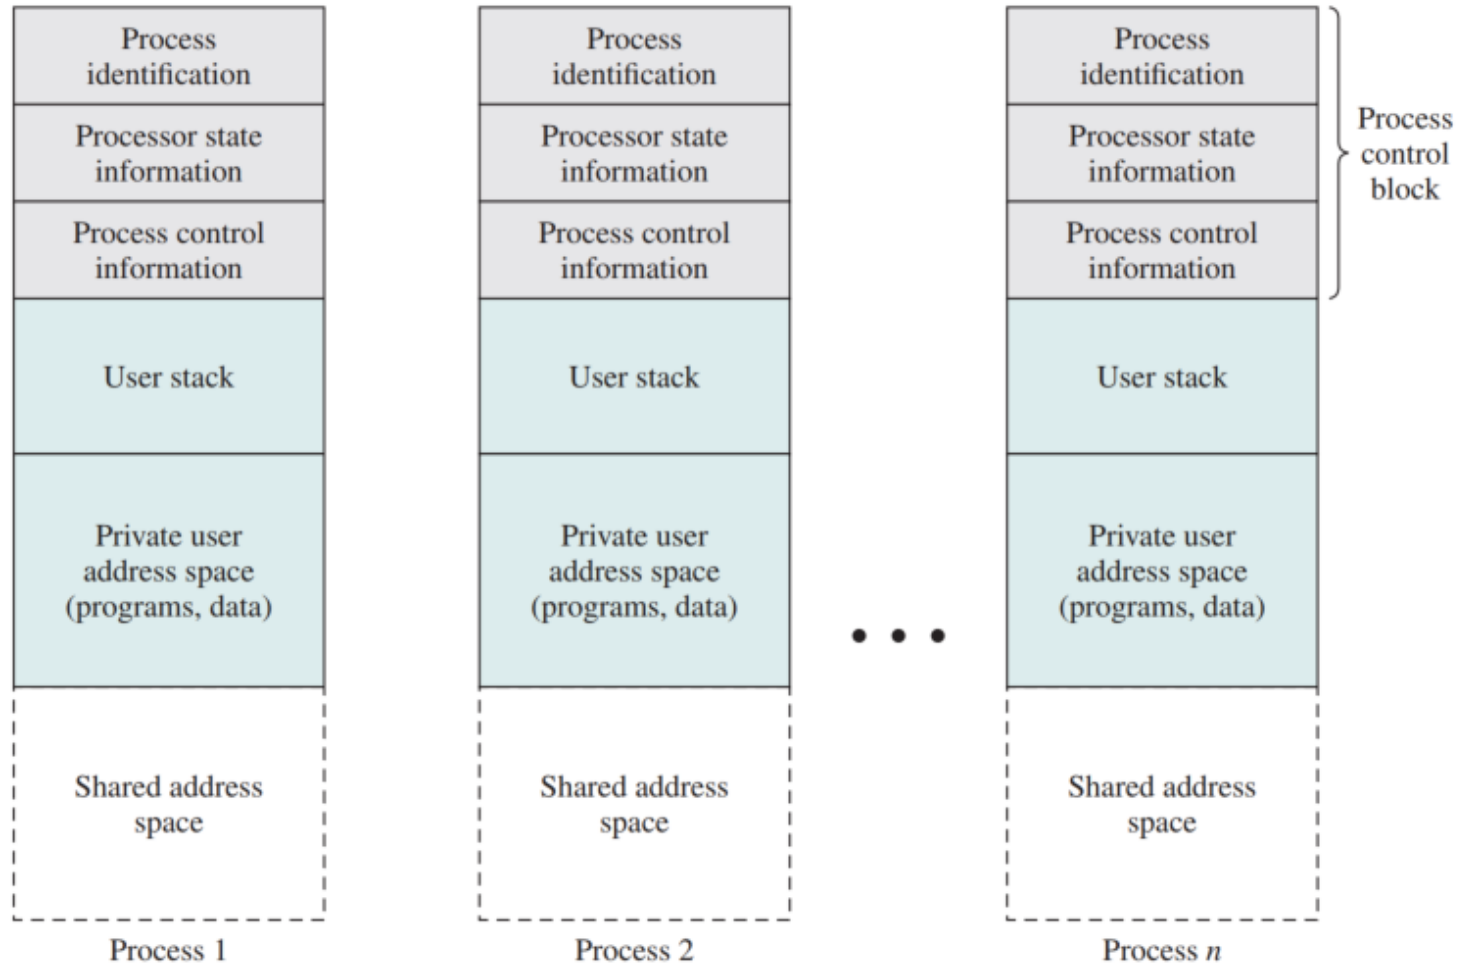 Process
identification
Processor state
information
Process control
information
User stack
Private user
address space
(programs, data)
Shared address
space
Process 1
Process
identification
Processor state
information
Process control
information
User stack
Private user
address space
(programs, data)
Shared address
space
Process 2
Process
identification
Processor state
information
Process control
information
User stack
Private user
address space
(programs, data)
Shared address
space
Process n
Process
control
block